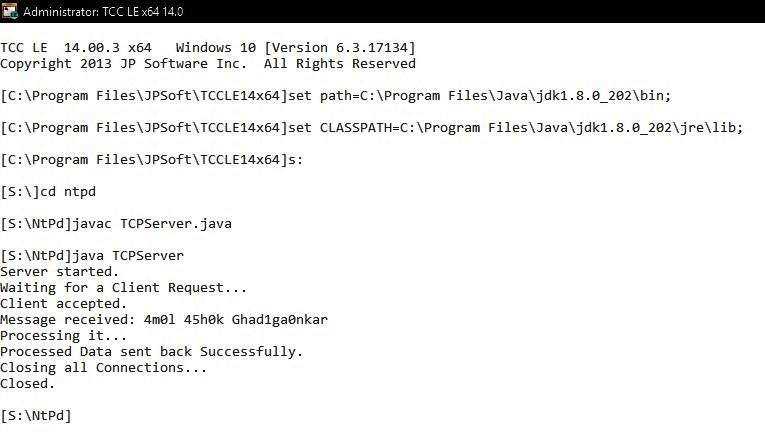 Administrator: TCC LE x64 14.0
TCC LE  14.00.3 x64   Windows 10 [Version 6.3.17134]
Copyright 2013 JP Software Inc.  All Rights Reserved
[C:\Program Files\JPSoft\TCCLE14x64]set path=C:\Program Files\Java\jdk1.8.0_202\bin;
[C:\Program Files\JPSoft\TCCLE14x64]set CLASSPATH=C:\Program Files\Java\jdk1.8.0_202\jre\lib;
[C:\Program Files\JPSoft\TCCLE14x64]s:
[S:\]cd ntpd
[S:\NtPd]javac TCPServer.java
[S:\NtPd]java TCPServer
Server started.
Waiting for a Client Request...
Client accepted.
Message received: 4m0l 45h0k Ghad1ga0nkar
Processing it...
Processed Data sent back Successfully.
Closing all Connections...
Closed.
[S:\NtPd]